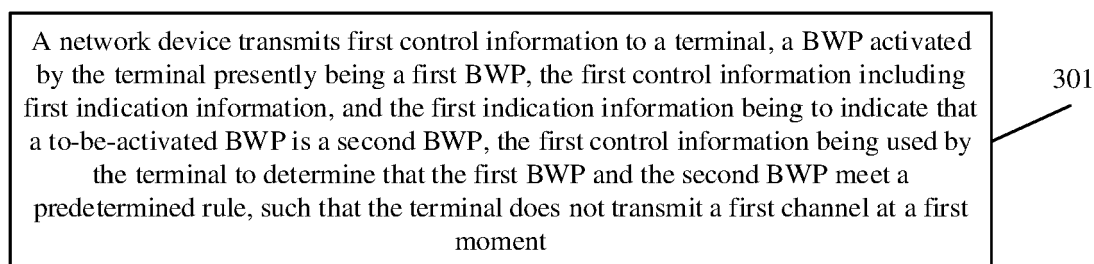 A network device transmits first control information to a terminal, a BWP activated
by the terminal presently being a first BWP, the first control information including
first indication information, and the first indication information being to indicate that
a to-be-activated BWP is a second BWP, the first control information being used by
the terminal to determine that the first BWP and the second BWP meet a
predetermined rule, such that the terminal does not transmit a first channel at a first
moment
301